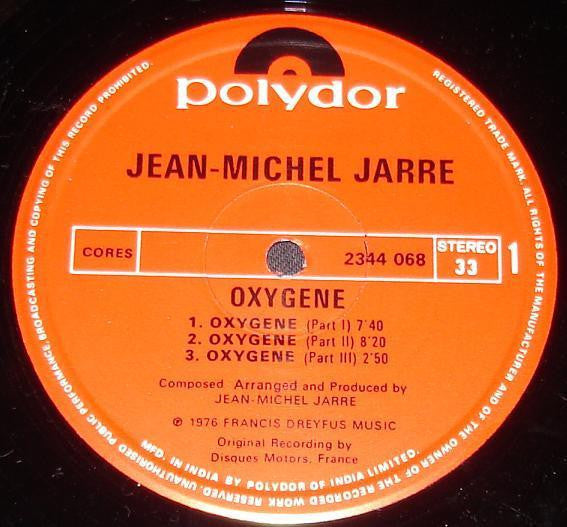 polydor
JEAN-MICHEL JARRE
CORES
2344 068
STEREO
33
1
OXYGENE
1. OXYGENE (Part I) 7'40
2. OXYGENE (Part II) 8'20
3. OXYGENE (Part III) 2'50
Composed Arranged and Produced by
JEAN-MICHEL JARRE
℗ 1976 FRANCIS DREYFUS MUSIC
Original Recording by
Disques Motors, France
MFD. IN INDIA BY POLYDOR OF INDIA LIMITED.
REGISTERED TRADE MARK. ALL RIGHTS OF THE MANUFACTURER AND OF THE OWNER OF THE RECORDED WORK RESERVED. UNAUTHORISED PUBLIC PERFORMANCE BROADCASTING AND COPYING OF THIS RECORD PROHIBITED.